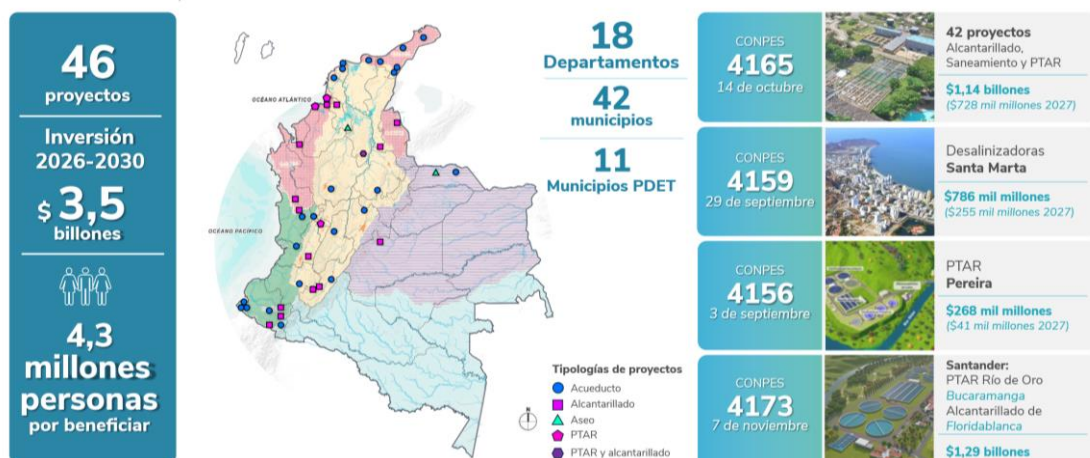 46
proyectos
Inversión
2026-2030
$ 3,5
billones
4,3
millones
personas
por beneficiar
OCÉANO ATLÁNTICO
OCÉANO PACÍFICO
18
Departamentos
42
municipios
11
Municipios PDET
Tipologías de proyectos
Acueducto
Alcantarillado
Aseo
PTAR
PTAR y alcantarillado
CONPES
4165
14 de octubre
42 proyectos
Alcantarillado,
Saneamiento y PTAR
$1,14 billones
($728 mil millones 2027)
CONPES
4159
29 de septiembre
Desalinizadoras
Santa Marta
$786 mil millones
($255 mil millones 2027)
CONPES
4156
3 de septiembre
PTAR
Pereira
$268 mil millones
($41 mil millones 2027)
CONPES
4173
7 de noviembre
Santander:
PTAR Río de Oro
Bucaramanga
Alcantarillado de
Floridablanca
$1,29 billones